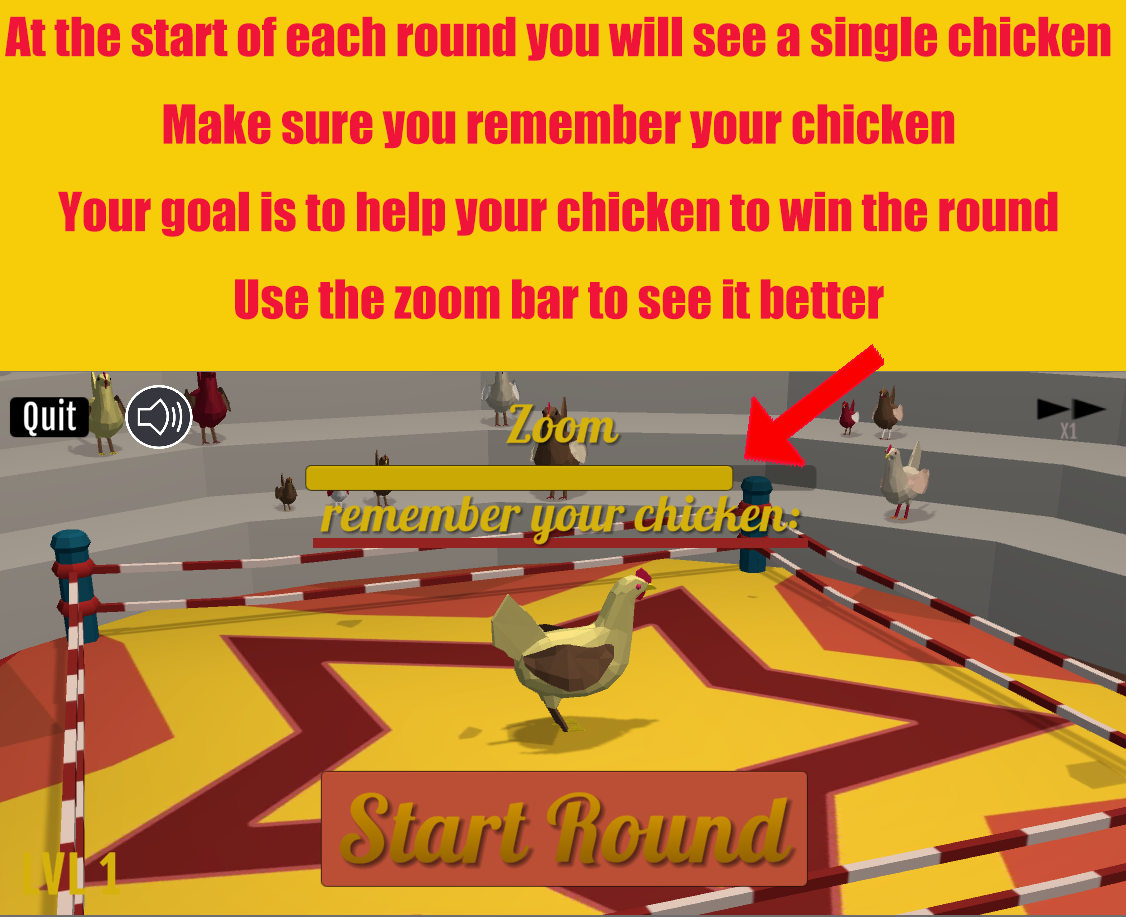 At the start of each round you will see a single chicken
Make sure you remember your chicken
Your goal is to help your chicken to win the round
Use the zoom bar to see it better
Quit
Zoom
X1
remember your chicken:
Start Round
LVL 1